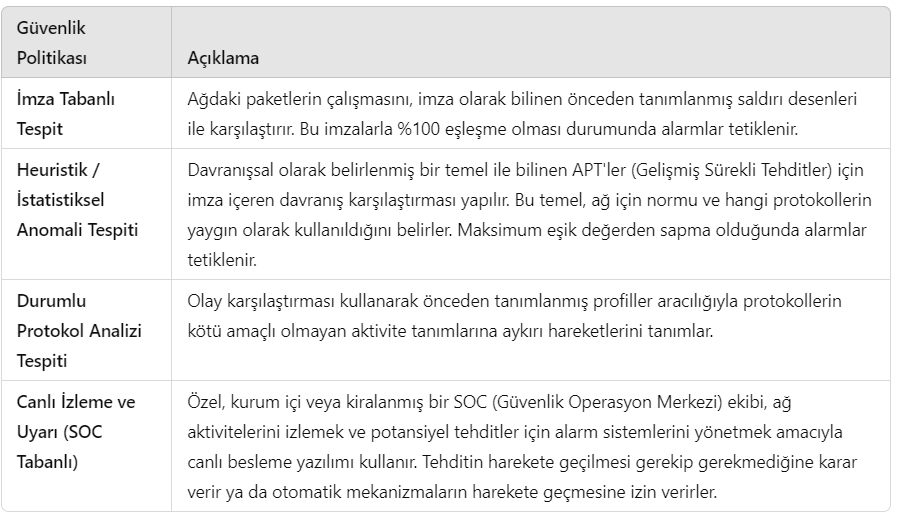 Güvenlik
Politikası
Açıklama
İmza Tabanlı
Tespit
Ağdaki paketlerin çalışmasını, imza olarak bilinen önceden tanımlanmış saldırı desenleri
ile karşılaştırır. Bu imzalarla %100 eşleşme olması durumunda alarmlar tetiklenir.
Heuristik /
İstatistiksel
Anomali Tespiti
Davranışsal olarak belirlenmiş bir temel ile bilinen APT'ler (Gelişmiş Sürekli Tehditler) için
imza içeren davranış karşılaştırması yapılır. Bu temel, ağ için normu ve hangi protokollerin
yaygın olarak kullanıldığını belirler. Maksimum eşik değerden sapma olduğunda alarmlar
tetiklenir.
Durumlu
Protokol Analizi
Tespiti
Olay karşılaştırması kullanarak önceden tanımlanmış profiller aracılığıyla protokollerin
kötü amaçlı olmayan aktivite tanımlarına aykırı hareketlerini tanımlar.
Canlı İzleme ve
Uyarı (SOC
Tabanlı)
Özel, kurum içi veya kiralanmış bir SOC (Güvenlik Operasyon Merkezi) ekibi, ağ
aktivitelerini izlemek ve potansiyel tehditler için alarm sistemlerini yönetmek amacıyla
canlı besleme yazılımı kullanır. Tehditin harekete geçilmesi gerekip gerekmediğine karar
verir ya da otomatik mekanizmaların harekete geçmesine izin verirler.